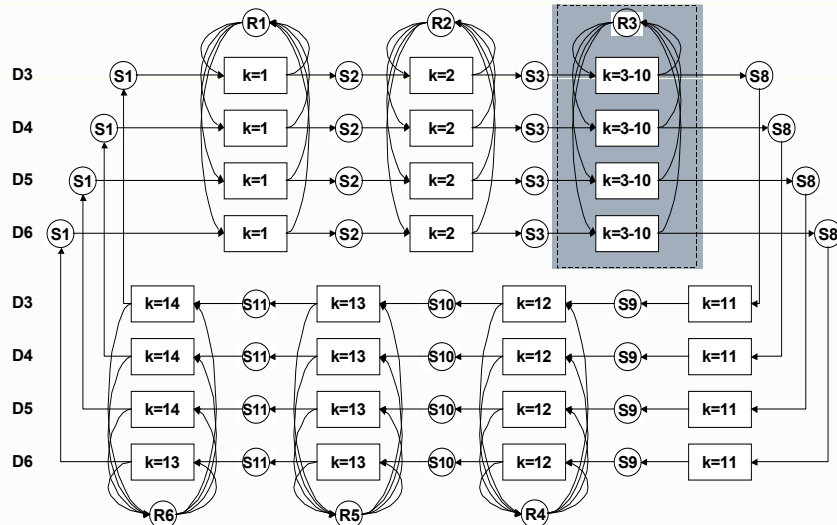 R1 R2 R3
D3 S1 k=1 S2 k=2 S3 k=3-10 S8
D4 S1 k=1 S2 k=2 S3 k=3-10 S8
D5 S1 k=1 S2 k=2 S3 k=3-10 S8
D6 S1 k=1 S2 k=2 S3 k=3-10 S8
D3 k=14 S11 k=13 S10 k=12 S9 k=11
D4 k=14 S11 k=13 S10 k=12 S9 k=11
D5 k=14 S11 k=13 S10 k=12 S9 k=11
D6 k=13 S11 k=13 S10 k=12 S9 k=11
R6 R5 R4